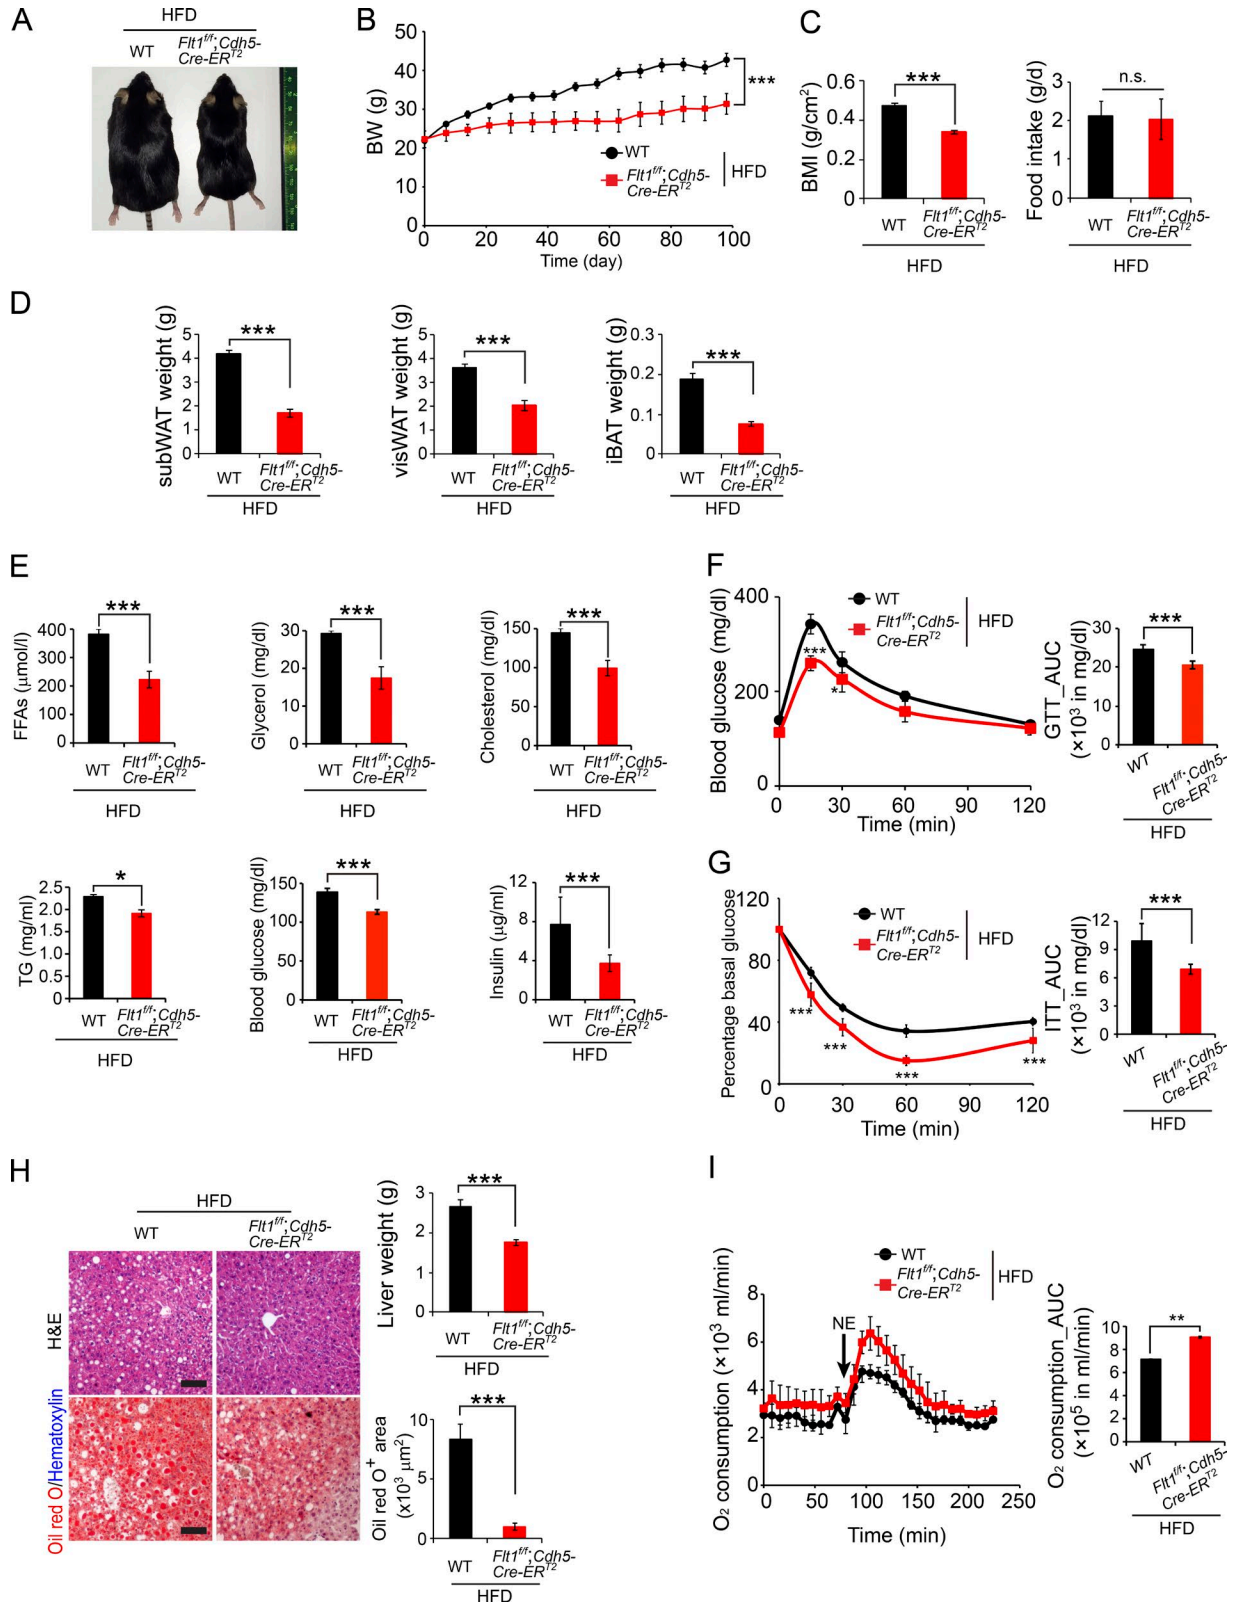 A
HFD
WT
Flt1f/f;Cdh5-
Cre-ERT2
B
BW (g)
50
40
30
20
10
0
0 20 40 60 80 100
Time (day)
***
WT
Flt1f/f;Cdh5-
Cre-ERT2
HFD
C
BMI (g/cm2)
0.6
0.4
0.2
0
***
WT
Flt1f/f;Cdh5-
Cre-ERT2
HFD
Food intake (g/d)
3
2
1
0
n.s.
WT
Flt1f/f;Cdh5-
Cre-ERT2
HFD
D
subWAT weight (g)
5
4
3
2
1
0
***
WT
Flt1f/f;Cdh5-
Cre-ERT2
HFD
visWAT weight (g)
5
4
3
2
1
0
***
WT
Flt1f/f;Cdh5-
Cre-ERT2
HFD
iBAT weight (g)
0.3
0.2
0.1
0
***
WT
Flt1f/f;Cdh5-
Cre-ERT2
HFD
E
FFAs (μmol/l)
400
300
200
100
0
***
WT
Flt1f/f;Cdh5-
Cre-ERT2
HFD
Glycerol (mg/dl)
30
20
10
0
***
WT
Flt1f/f;Cdh5-
Cre-ERT2
HFD
Cholesterol (mg/dl)
150
100
50
0
***
WT
Flt1f/f;Cdh5-
Cre-ERT2
HFD
TG (mg/ml)
2.5
2.0
1.5
1.0
0.5
0
*
WT
Flt1f/f;Cdh5-
Cre-ERT2
HFD
Blood glucose (mg/dl)
150
100
50
0
***
WT
Flt1f/f;Cdh5-
Cre-ERT2
HFD
Insulin (μg/ml)
12
8
4
0
***
WT
Flt1f/f;Cdh5-
Cre-ERT2
HFD
F
Blood glucose (mg/dl)
400
200
0
0 30 60 90 120
Time (min)
WT
Flt1f/f;Cdh5-
Cre-ERT2
HFD
***
*
GTT_AUC
(×103 in mg/dl)
30
20
10
0
***
WT
Flt1f/f;Cdh5-
Cre-ERT2
HFD
G
Percentage basal glucose
120
80
40
0
0 30 60 90 120
Time (min)
WT
Flt1f/f;Cdh5-
Cre-ERT2
HFD
***
***
***
***
ITT_AUC
(×103 in mg/dl)
12
9
6
3
0
***
WT
Flt1f/f;Cdh5-
Cre-ERT2
HFD
H
HFD
WT
Flt1f/f;Cdh5-
Cre-ERT2
H&E
Oil red O/Hematoxylin
Liver weight (g)
3
2
1
0
***
WT
Flt1f/f;Cdh5-
Cre-ERT2
HFD
Oil red O+ area
(x103 μm2)
10
5
0
***
WT
Flt1f/f;Cdh5-
Cre-ERT2
HFD
I
O2 consumption (×103 ml/min)
8
6
4
2
0
0 50 100 150 200 250
Time (min)
NE
WT
Flt1f/f;Cdh5-
Cre-ERT2
HFD
O2 consumption_AUC
(×105 in ml/min)
10
8
6
4
2
0
**
WT
Flt1f/f;Cdh5-
Cre-ERT2
HFD